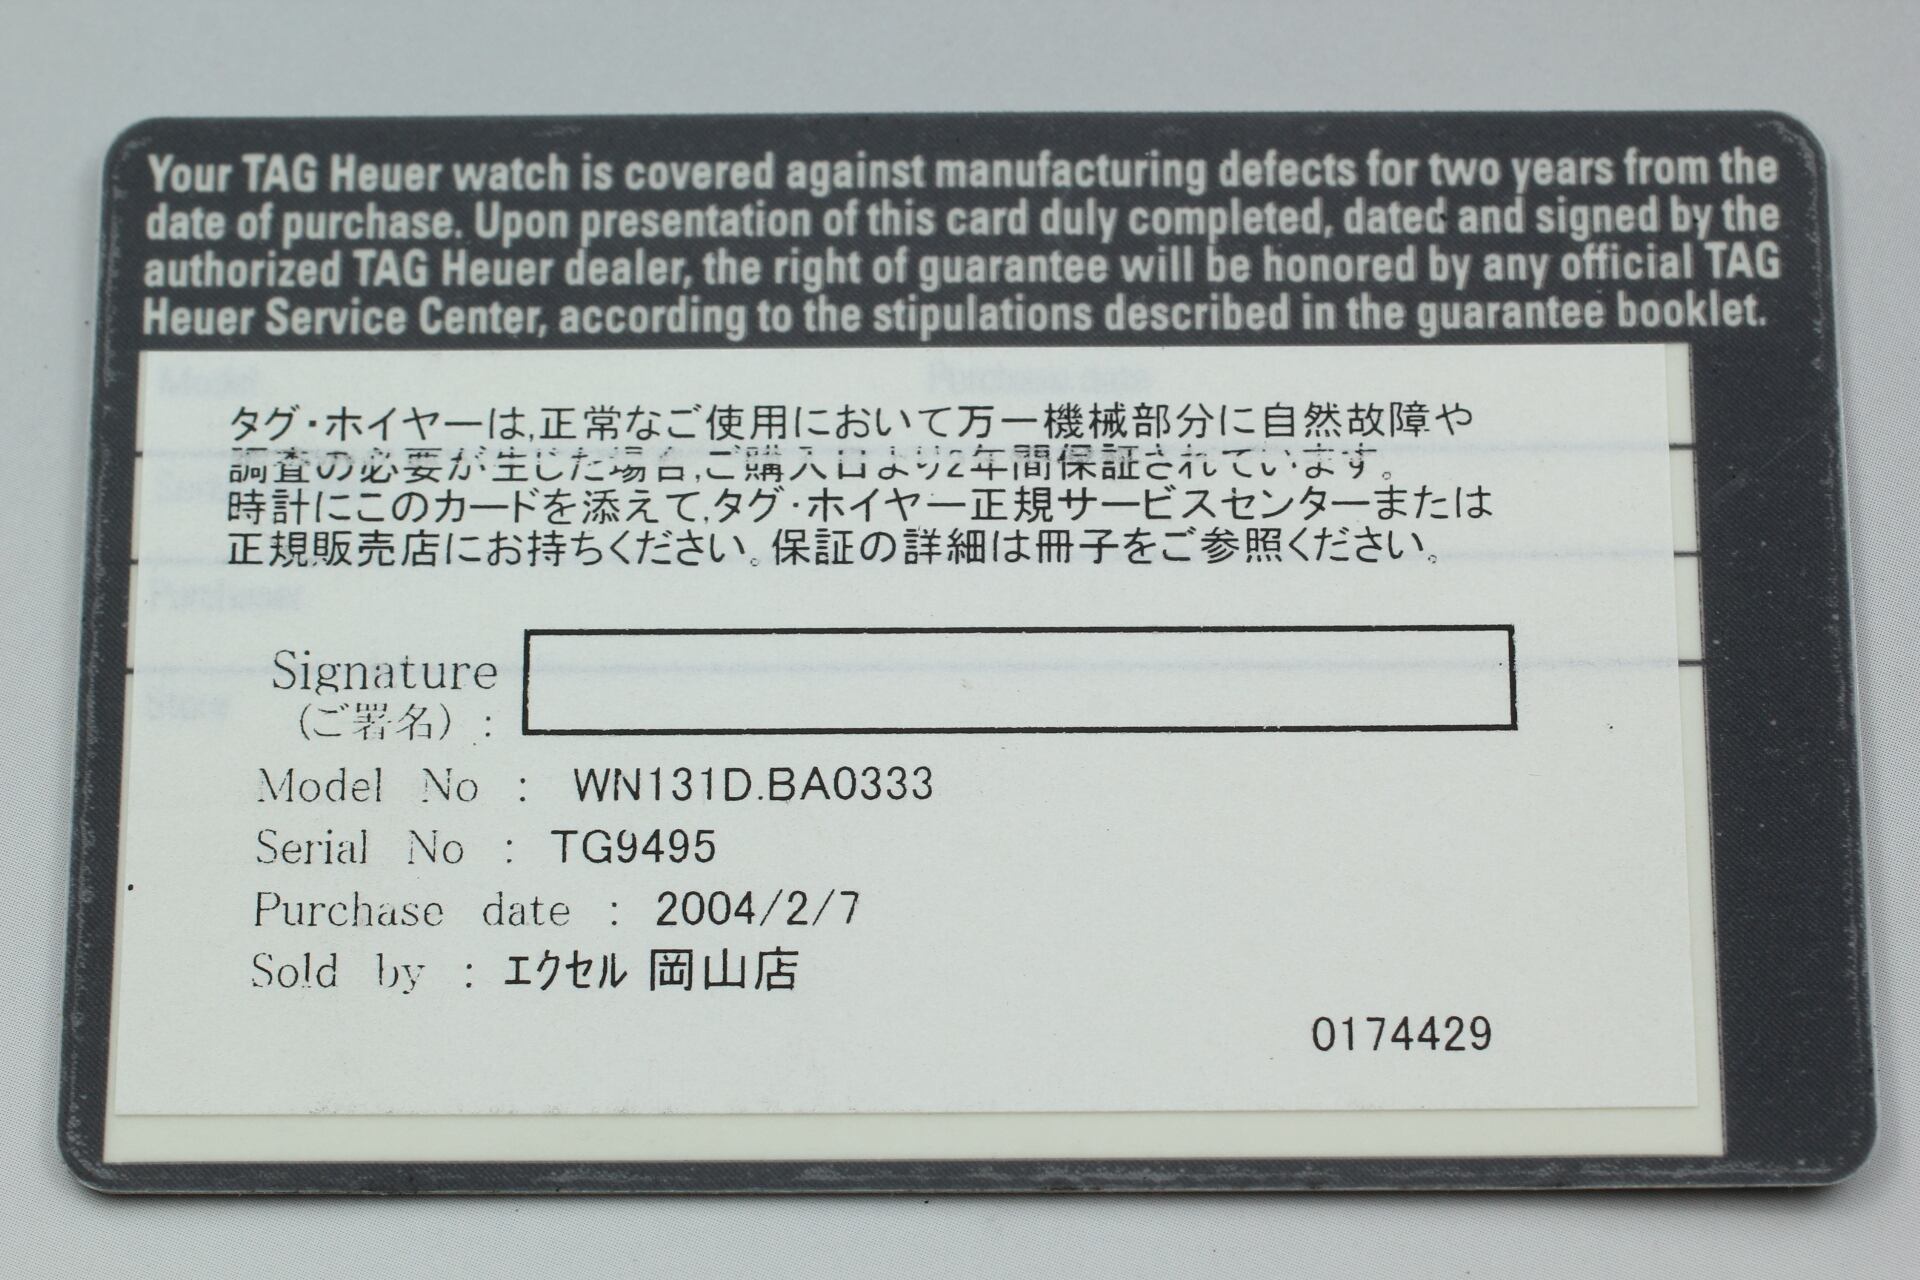 Your TAG Heuer watch is covered against manufacturing defects for two years from the
date of purchase. Upon presentation of this card duly completed, dated and signed by the
authorized TAG Heuer dealer, the right of guarantee will be honored by any official TAG
Heuer Service Center, according to the stipulations described in the guarantee booklet.
Model Purchase date
タグ・ホイヤーは,正常なご使用において万一機械部分に自然故障や
調査の必要が生じた場合,ご購入日より2年間保証されています。
時計にこのカードを添えて,タグ・ホイヤー正規サービスセンターまたは
正規販売店にお持ちください。保証の詳細は冊子をご参照ください。
Purchaser
Store
Signature
(ご署名) :
Model No : WN131D.BA0333
Serial No : TG9495
Purchase date : 2004/2/7
Sold by : ｴｸｾﾙ 岡山店
0174429